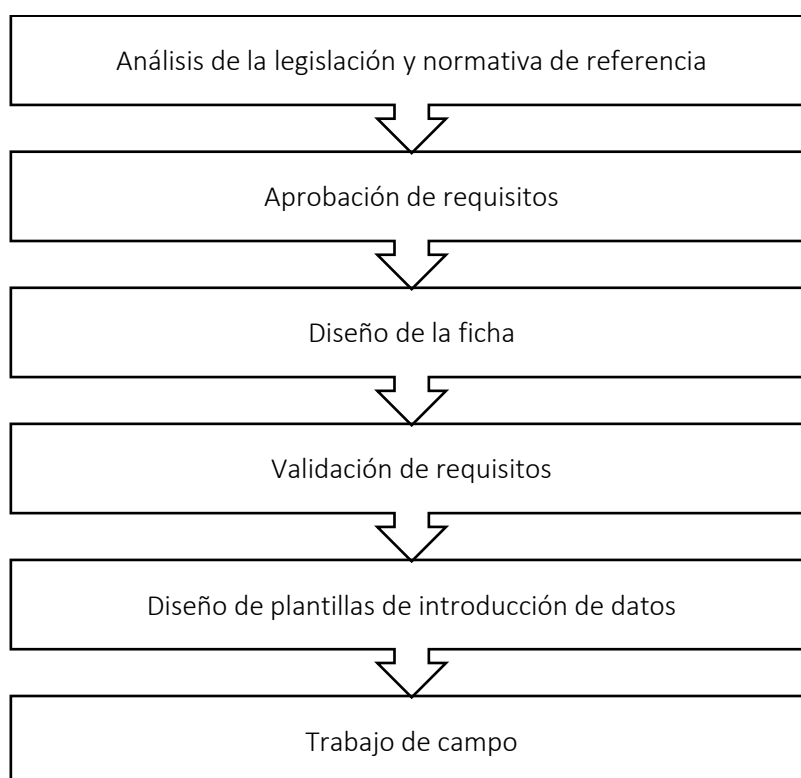 Análisis de la legislación y normativa de referencia
Aprobación de requisitos
Diseño de la ficha
Validación de requisitos
Diseño de plantillas de introducción de datos
Trabajo de campo